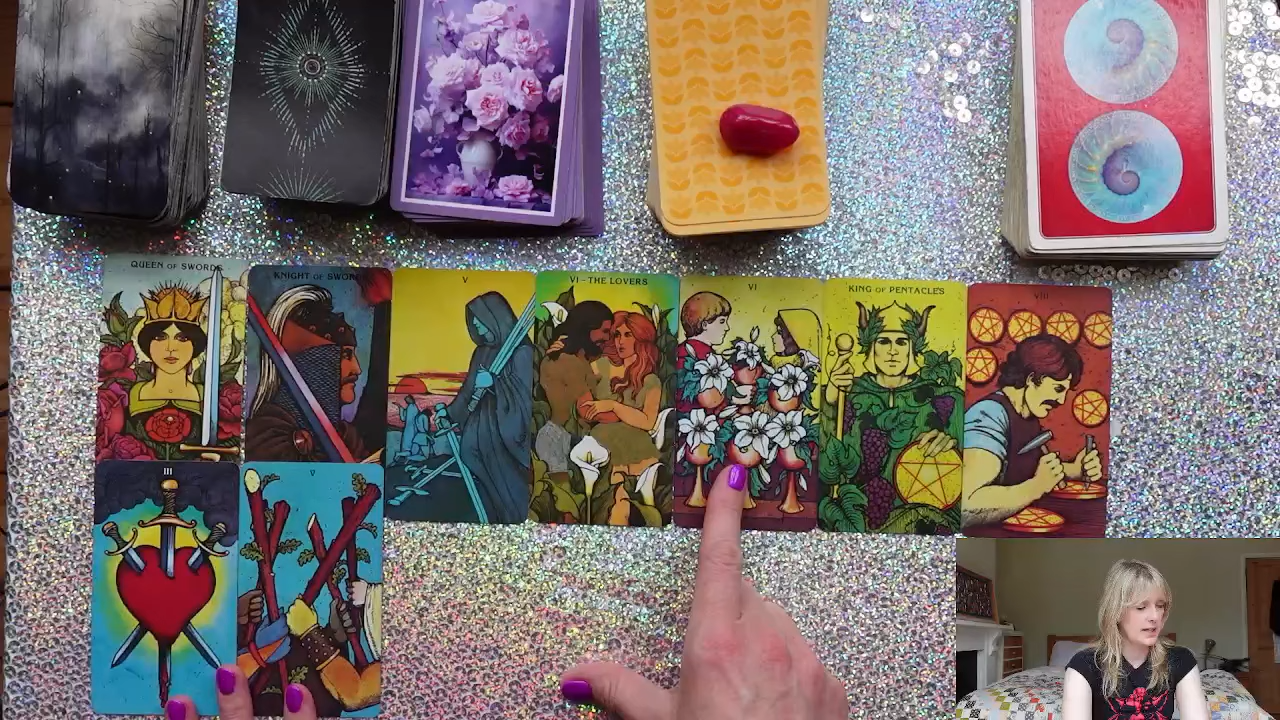 QUEEN OF SWORDS
KNIGHT OF SWORDS
V
VI - THE LOVERS
VI
KING OF PENTACLES
VIII
III
V